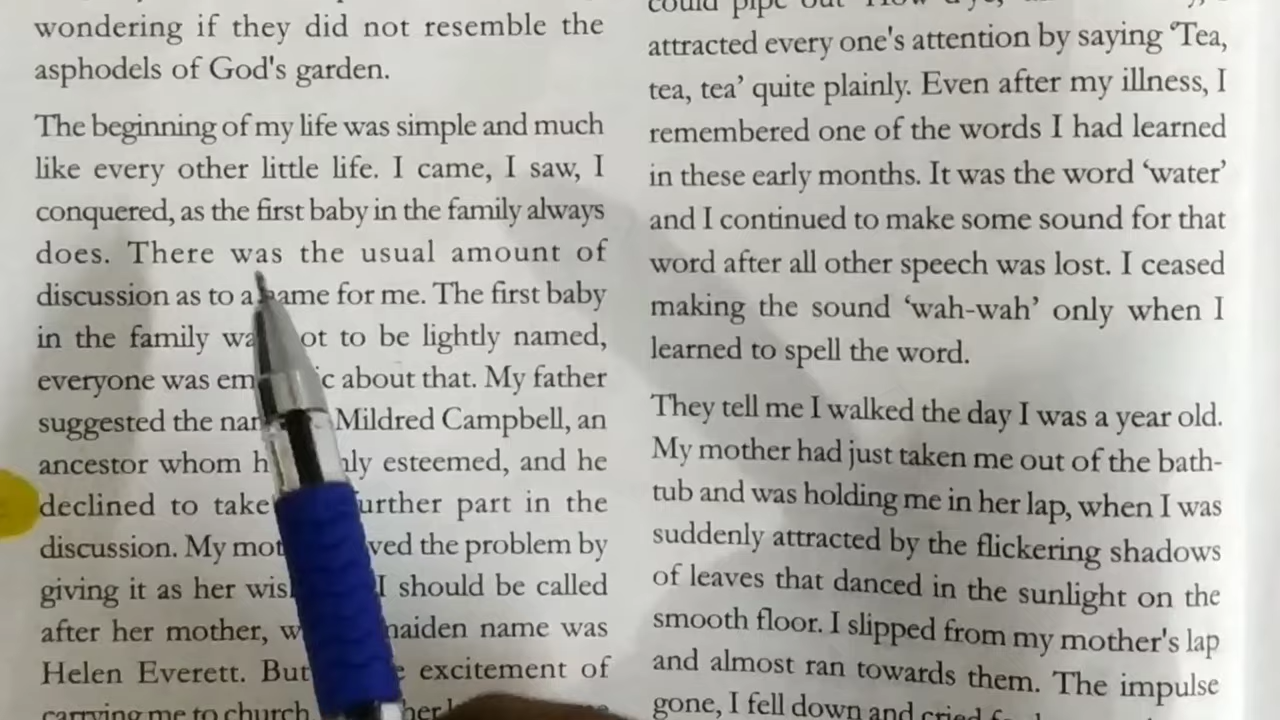 wondering if they did not resemble the
asphodels of God's garden.
The beginning of my life was simple and much
like every other little life. I came, I saw, I
conquered, as the first baby in the family always
does. There was the usual amount of
discussion as to a name for me. The first baby
in the family to be lightly named,
everyone was about that. My father
suggested the Mildred Campbell, an
ancestor whom esteemed, and he
declined to take further part in the
discussion. My the problem by
giving it as her I should be called
after her mother, maiden name was
Helen Everett. But excitement of
carrying me to church
attracted every one's attention by saying ‘Tea,
tea, tea’ quite plainly. Even after my illness, I
remembered one of the words I had learned
in these early months. It was the word ‘water’
and I continued to make some sound for that
word after all other speech was lost. I ceased
making the sound ‘wah-wah’ only when I
learned to spell the word.
They tell me I walked the day I was a year old.
My mother had just taken me out of the bath-
tub and was holding me in her lap, when I was
suddenly attracted by the flickering shadows
of leaves that danced in the sunlight on the
smooth floor. I slipped from my mother's lap
and almost ran towards them. The impulse
gone, I fell down and cried